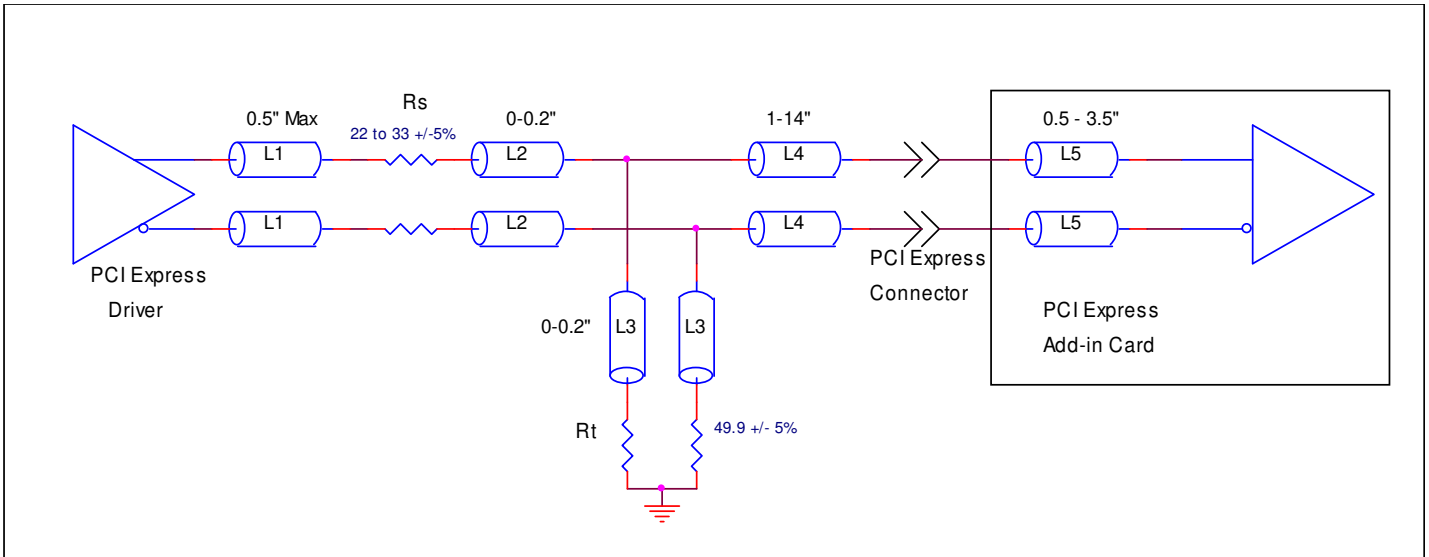 Rs
0.5" Max
22 to 33 +/-5%
0-0.2"
1-14"
0.5 - 3.5"
L1
L2
L4
L5
L1
L2
L4
L5
PCI Express
Driver
PCI Express
Connector
PCI Express
Add-in Card
0-0.2"
L3
L3
Rt
49.9 +/- 5%